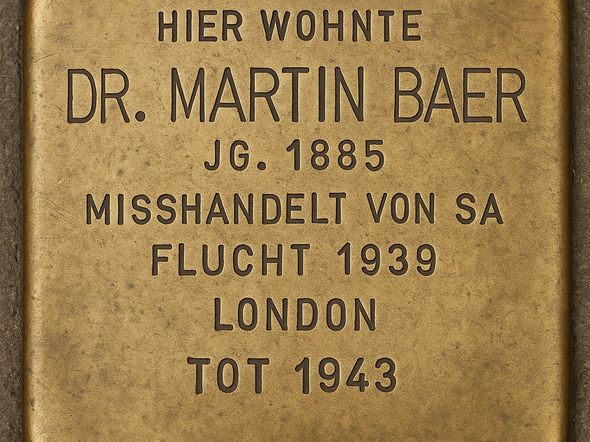 HIER WOHNTE
DR. MARTIN BAER
JG. 1885
MISSHANDELT VON SA
FLUCHT 1939
LONDON
TOT 1943